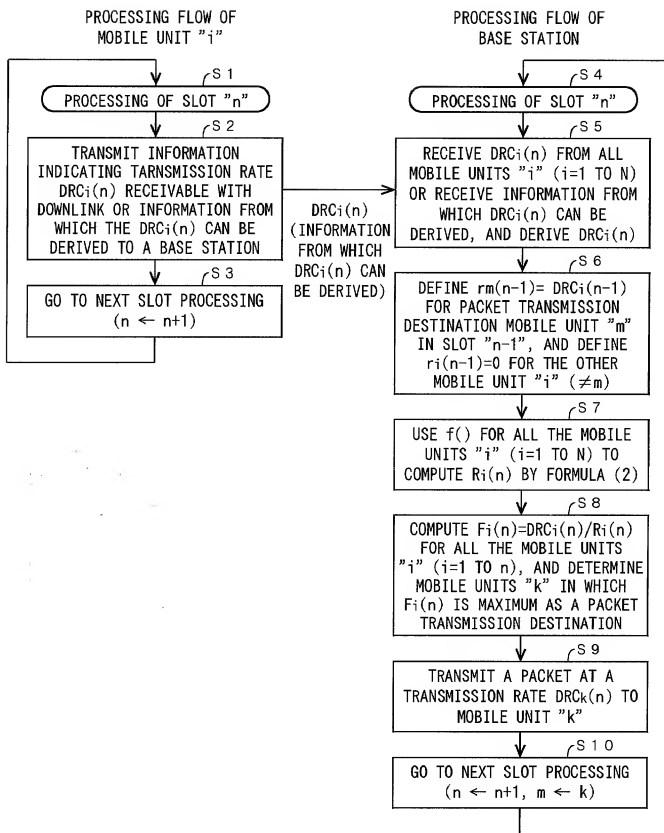 PROCESSING FLOW OF
MOBILE UNIT "i"
S1
PROCESSING OF SLOT "n"
S2
TRANSMIT INFORMATION
INDICATING TARNSMISSION RATE
DRCi(n) RECEIVABLE WITH
DOWNLINK OR INFORMATION FROM
WHICH THE DRCi(n) CAN BE
DERIVED TO A BASE STATION
S3
GO TO NEXT SLOT PROCESSING
(n ← n+1)
DRCi(n)
(INFORMATION
FROM WHICH
DRCi(n) CAN
BE DERIVED)
PROCESSING FLOW OF
BASE STATION
S4
PROCESSING OF SLOT "n"
S5
RECEIVE DRCi(n) FROM ALL
MOBILE UNITS "i" (i=1 TO N)
OR RECEIVE INFORMATION FROM
WHICH DRCi(n) CAN BE
DERIVED, AND DERIVE DRCi(n)
S6
DEFINE rm(n-1)= DRCi(n-1)
FOR PACKET TRANSMISSION
DESTINATION MOBILE UNIT "m"
IN SLOT "n-1", AND DEFINE
ri(n-1)=0 FOR THE OTHER
MOBILE UNIT "i" (≠m)
S7
USE f() FOR ALL THE MOBILE
UNITS "i" (i=1 TO N) TO
COMPUTE Ri(n) BY FORMULA (2)
S8
COMPUTE Fi(n)=DRCi(n)/Ri(n)
FOR ALL THE MOBILE UNITS
"i" (i=1 TO n), AND DETERMINE
MOBILE UNITS "k" IN WHICH
Fi(n) IS MAXIMUM AS A PACKET
TRANSMISSION DESTINATION
S9
TRANSMIT A PACKET AT A
TRANSMISSION RATE DRCk(n) TO
MOBILE UNIT "k"
S10
GO TO NEXT SLOT PROCESSING
(n ← n+1, m ← k)